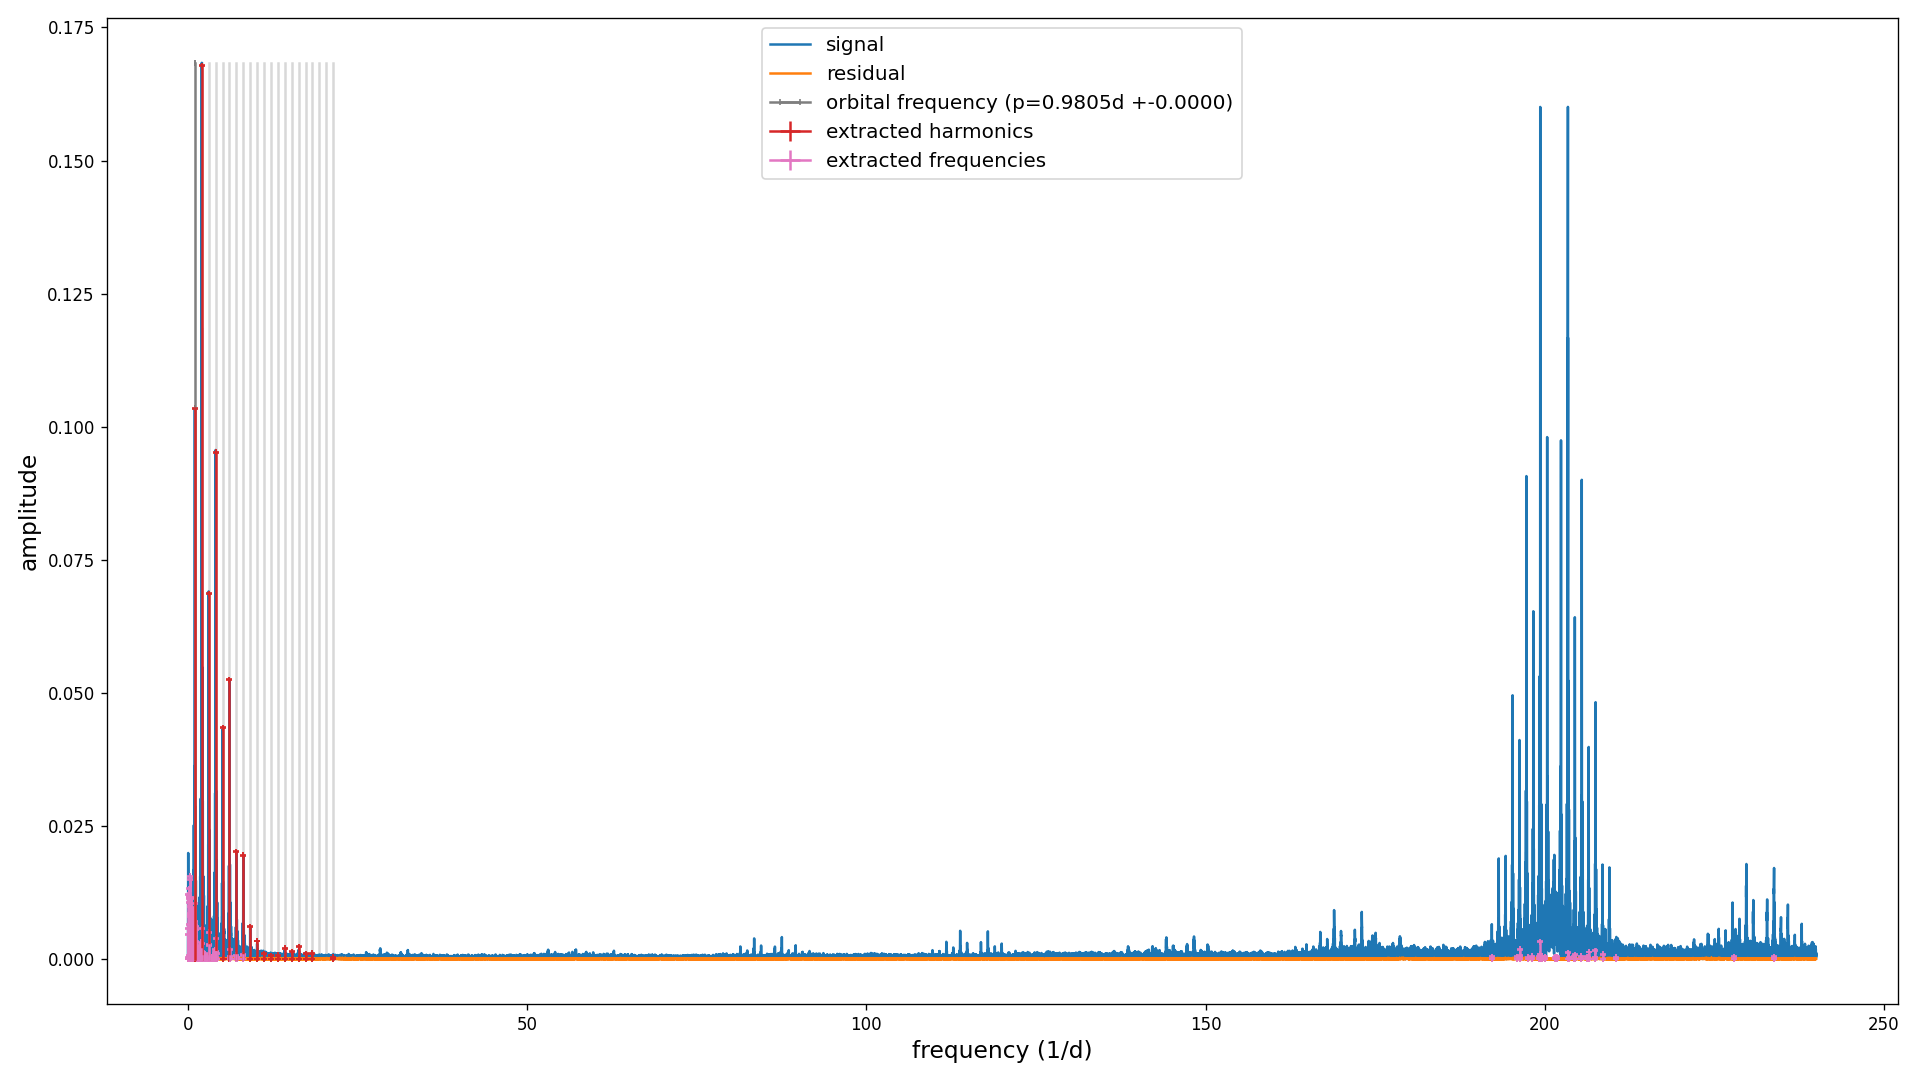 0.175
0.150
0.125
0.100
0.075
0.050
0.025
0.000
amplitude
signal
residual
orbital frequency (p=0.9805d +-0.0000)
extracted harmonics
extracted frequencies
0
50
100
150
200
250
frequency (1/d)